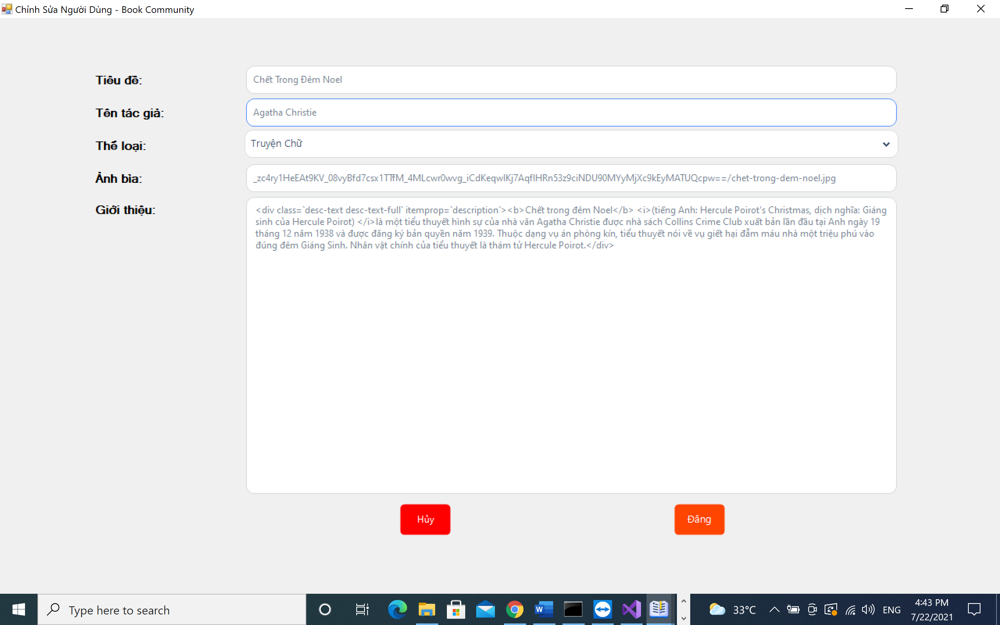 Chỉnh Sửa Người Dùng - Book Community
Tiêu đề:
Chết Trong Đêm Noel
Tên tác giả:
Agatha Christie
Thể loại:
Truyện Chữ
Ảnh bìa:
_zc4ry1HeEAt9KV_08vyBfd7csx1TTfM_4MLcwr0wvg_iCdKeqwlKj7AqfIHRn53z9ciNDU90MYyMjXc9kEyMATUQcpw==/chet-trong-dem-noel.jpg
Giới thiệu:
<div class=`desc-text desc-text-full` itemprop=`description`><b>Chết trong đêm Noel</b> <i>(tiếng Anh: Hercule Poirot's Christmas, dịch nghĩa: Giáng
sinh của Hercule Poirot) </i>là một tiểu thuyết hình sự của nhà văn Agatha Christie được nhà sách Collins Crime Club xuất bản lần đầu tại Anh ngày 19
tháng 12 năm 1938 và được đăng ký bản quyền năm 1939. Thuộc dạng vụ án phòng kín, tiểu thuyết nói về vụ giết hại đẫm máu nhà một triệu phú vào
đúng đêm Giáng Sinh. Nhân vật chính của tiểu thuyết là thám tử Hercule Poirot.</div>
Hủy
Đăng
Type here to search
33°C
ENG
4:43 PM
7/22/2021